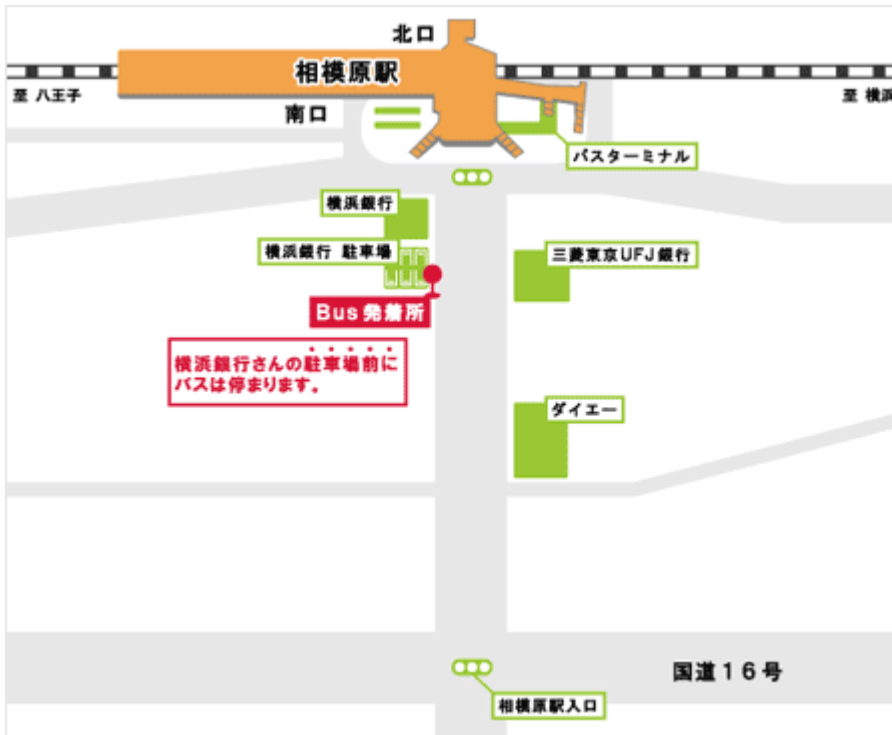 北口
相模原駅
至 八王子
至 横浜
南口
バスターミナル
横浜銀行
横浜銀行 駐車場
三菱東京UFJ銀行
Bus発着所
横浜銀行さんの駐車場前に
バスは停まります。
ダイエー
国道16号
相模原駅入口